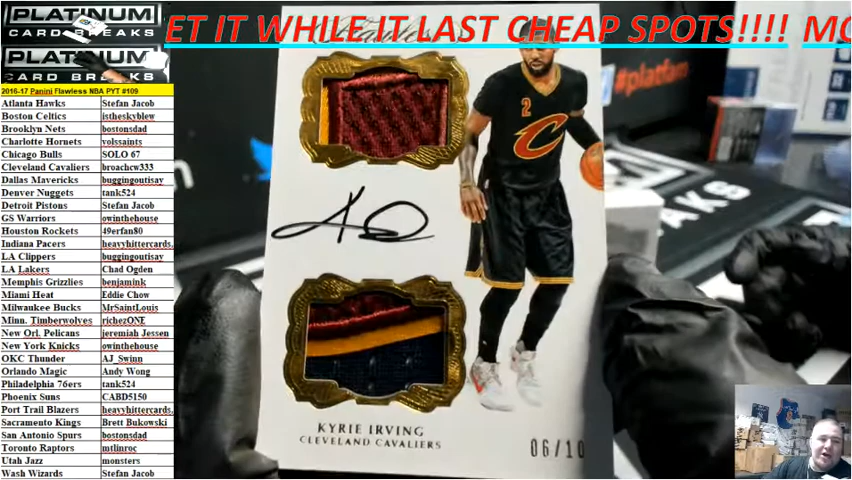 PLATINUM
CARD BREAKS
PLATINUM
CARD BREAKS
ET IT WHILE IT LAST CHEAP SPOTS!!!! MO
2016-17 Panini Flawless NBA PYT #109
Atlanta Hawks Stefan Jacob
Boston Celtics istheskyblew
Brooklyn Nets bostonsdad
Charlotte Hornets volssaints
Chicago Bulls SOLO 67
Cleveland Cavaliers broachcw333
Dallas Mavericks buggingoutisay
Denver Nuggets tank524
Detroit Pistons Stefan Jacob
GS Warriors owinthehouse
Houston Rockets 49erfan80
Indiana Pacers heavyhittercards.
LA Clippers buggingoutisay
LA Lakers Chad Ogden
Memphis Grizzlies benjamink
Miami Heat Eddie Chow
Milwaukee Bucks MrSaintLouis
Minn. Timberwolves richezONE
New Orl. Pelicans jeremiah Jessen
New York Knicks owinthehouse
OKC Thunder AJ_Swinn
Orlando Magic Andy Wong
Philadelphia 76ers tank524
Phoenix Suns CABD5150
Port Trail Blazers heavyhittercards.
Sacramento Kings Brett Bukowski
San Antonio Spurs bostonsdad
Toronto Raptors mtlinroc
Utah Jazz monsters
Wash Wizards Stefan Jacob
Flawless
2
C
KYRIE IRVING
CLEVELAND CAVALIERS
06/10
#platfam